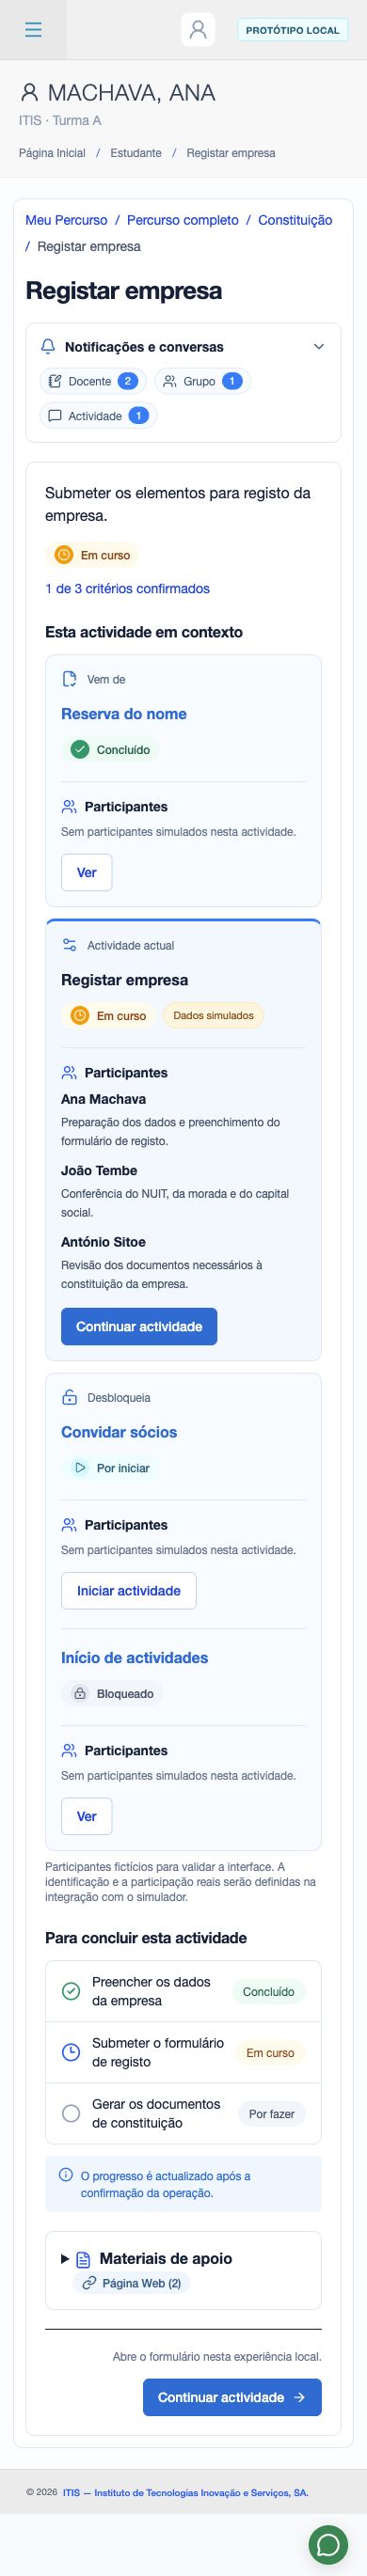 PROTÓTIPO LOCAL
MACHAVA, ANA
ITIS · Turma A
Página Inicial / Estudante / Registar empresa
Meu Percurso / Percurso completo / Constituição
/ Registar empresa
Registar empresa
Notificações e conversas
Docente 2 Grupo 1
Actividade 1
Submeter os elementos para registo da
empresa.
Em curso
1 de 3 critérios confirmados
Esta actividade em contexto
Vem de
Reserva do nome
Concluído
Participantes
Sem participantes simulados nesta actividade.
Ver
Actividade actual
Registar empresa
Em curso Dados simulados
Participantes
Ana Machava
Preparação dos dados e preenchimento do
formulário de registo.
João Tembe
Conferência do NUIT, da morada e do capital
social.
António Sitoe
Revisão dos documentos necessários à
constituição da empresa.
Continuar actividade
Desbloqueia
Convidar sócios
Por iniciar
Participantes
Sem participantes simulados nesta actividade.
Iniciar actividade
Início de actividades
Bloqueado
Participantes
Sem participantes simulados nesta actividade.
Ver
Participantes fictícios para validar a interface. A
identificação e a participação reais serão definidas na
integração com o simulador.
Para concluir esta actividade
Preencher os dados
da empresa
Concluído
Submeter o formulário
de registo
Em curso
Gerar os documentos
de constituição
Por fazer
O progresso é actualizado após a
confirmação da operação.
Materiais de apoio
Página Web (2)
Abre o formulário nesta experiência local.
Continuar actividade
© 2026 ITIS — Instituto de Tecnologias Inovação e Serviços, SA.